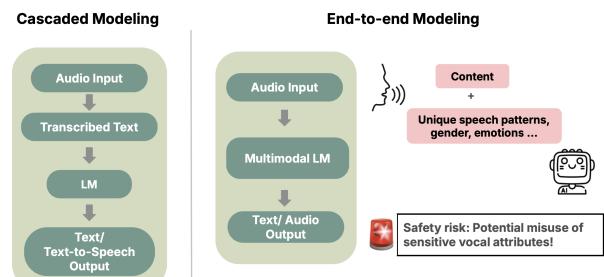 Cascaded Modeling
Audio Input
Transcribed Text
LM
Text/
Text-to-Speech
Output
End-to-end Modeling
Audio Input
Multimodal LM
Text/ Audio
Output
Content
+
Unique speech patterns,
gender, emotions ...
AI
Safety risk: Potential misuse of
sensitive vocal attributes!